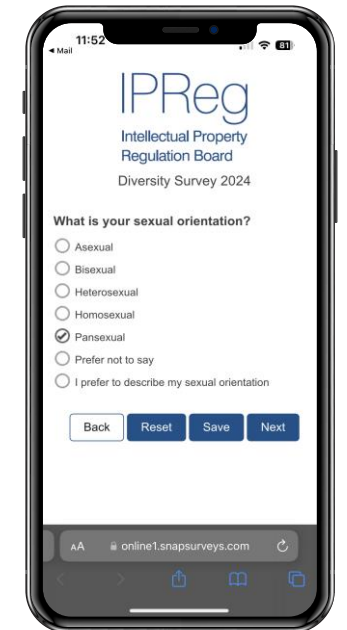 11:52
81
Mail
IPReg
Intellectual Property
Regulation Board
Diversity Survey 2024
What is your sexual orientation?
Asexual
Bisexual
Heterosexual
Homosexual
Pansexual
Prefer not to say
I prefer to describe my sexual orientation
Back Reset Save Next
AA online1.snapsurveys.com